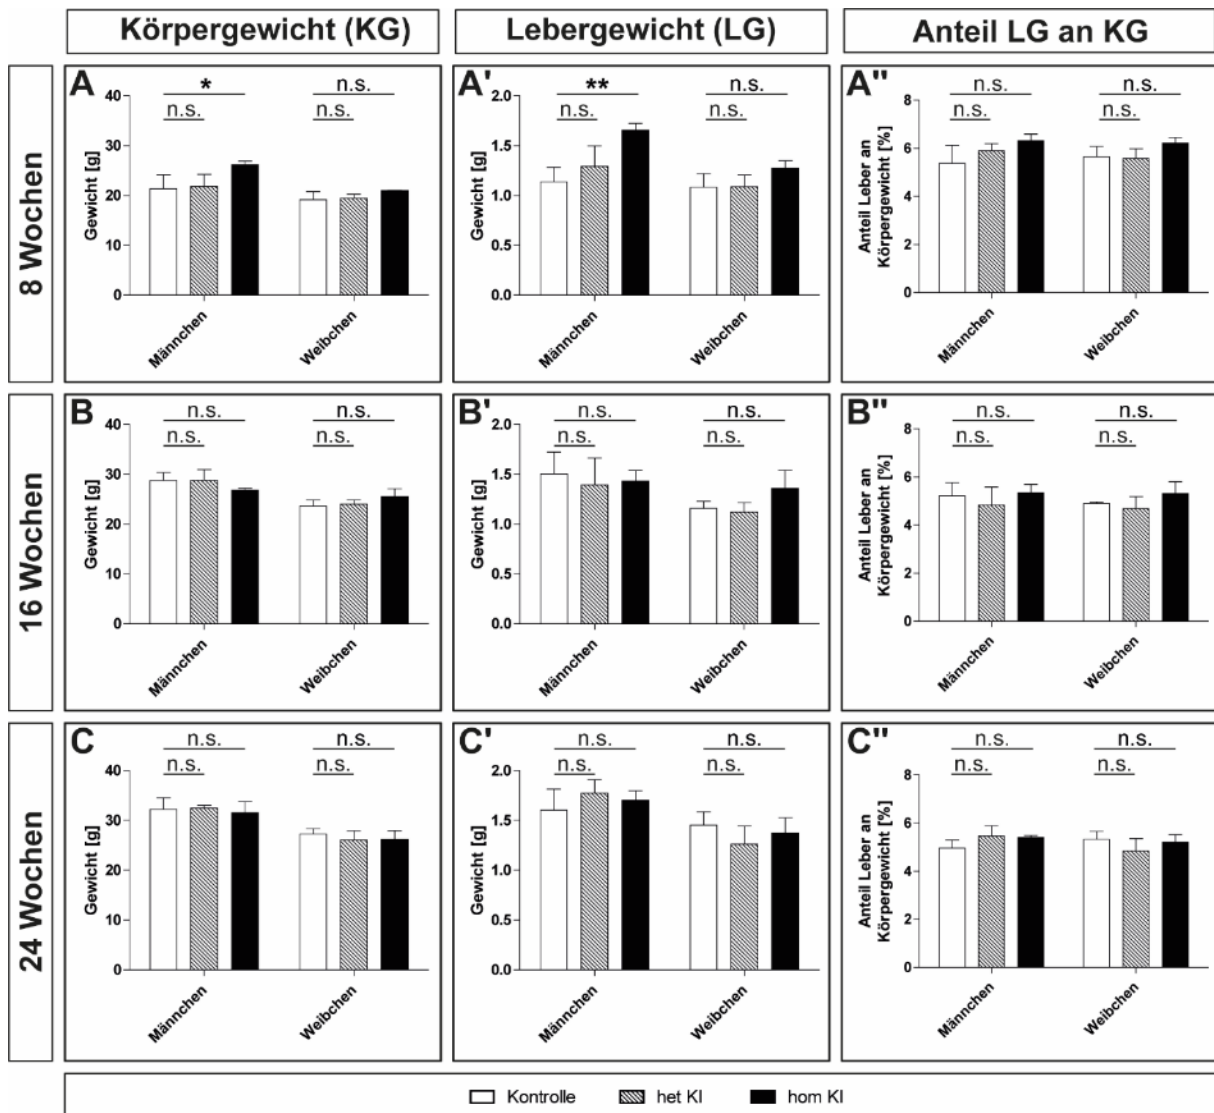 Körpergewicht (KG)
Lebergewicht (LG)
Anteil LG an KG
8 Wochen
A
*
n.s.
n.s.
n.s.
Gewicht [g]
40
30
20
10
0
Männchen
Weibchen
A'
**
n.s.
n.s.
n.s.
Gewicht [g]
2.0
1.5
1.0
0.5
0.0
Männchen
Weibchen
A''
n.s.
n.s.
n.s.
n.s.
Anteil Leber an
Körpergewicht [%]
8
6
4
2
0
Männchen
Weibchen
16 Wochen
B
n.s.
n.s.
n.s.
n.s.
Gewicht [g]
40
30
20
10
0
Männchen
Weibchen
B'
n.s.
n.s.
n.s.
n.s.
Gewicht [g]
2.0
1.5
1.0
0.5
0.0
Männchen
Weibchen
B''
n.s.
n.s.
n.s.
n.s.
Anteil Leber an
Körpergewicht [%]
8
6
4
2
0
Männchen
Weibchen
24 Wochen
C
n.s.
n.s.
n.s.
n.s.
Gewicht [g]
40
30
20
10
0
Männchen
Weibchen
C'
n.s.
n.s.
n.s.
n.s.
Gewicht [g]
2.0
1.5
1.0
0.5
0.0
Männchen
Weibchen
C''
n.s.
n.s.
n.s.
n.s.
Anteil Leber an
Körpergewicht [%]
8
6
4
2
0
Männchen
Weibchen
Kontrolle het KI hom KI